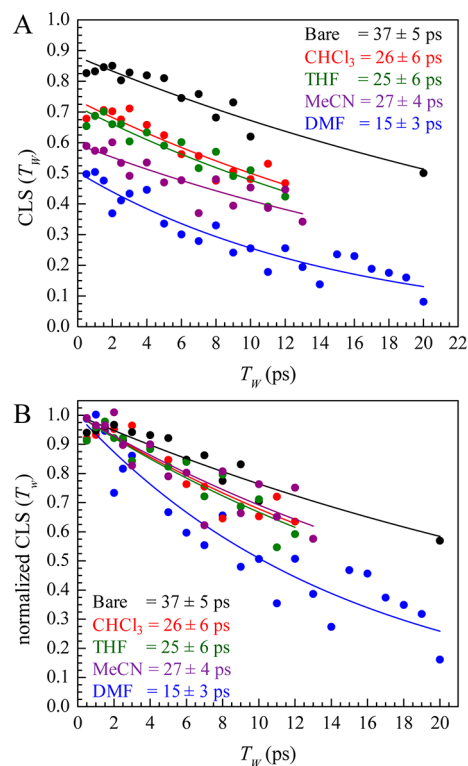 A
Bare = 37 ± 5 ps
CHCl₃ = 26 ± 6 ps
THF = 25 ± 6 ps
MeCN = 27 ± 4 ps
DMF = 15 ± 3 ps
CLS (T_W)
1.0
0.9
0.8
0.7
0.6
0.5
0.4
0.3
0.2
0.1
0.0
0 2 4 6 8 10 12 14 16 18 20 22
T_W (ps)
B
normalized CLS (T_w)
1.0
0.9
0.8
0.7
0.6
0.5
0.4
0.3
0.2
0.1
0.0
Bare = 37 ± 5 ps
CHCl₃ = 26 ± 6 ps
THF = 25 ± 6 ps
MeCN = 27 ± 4 ps
DMF = 15 ± 3 ps
0 2 4 6 8 10 12 14 16 18 20
T_W (ps)